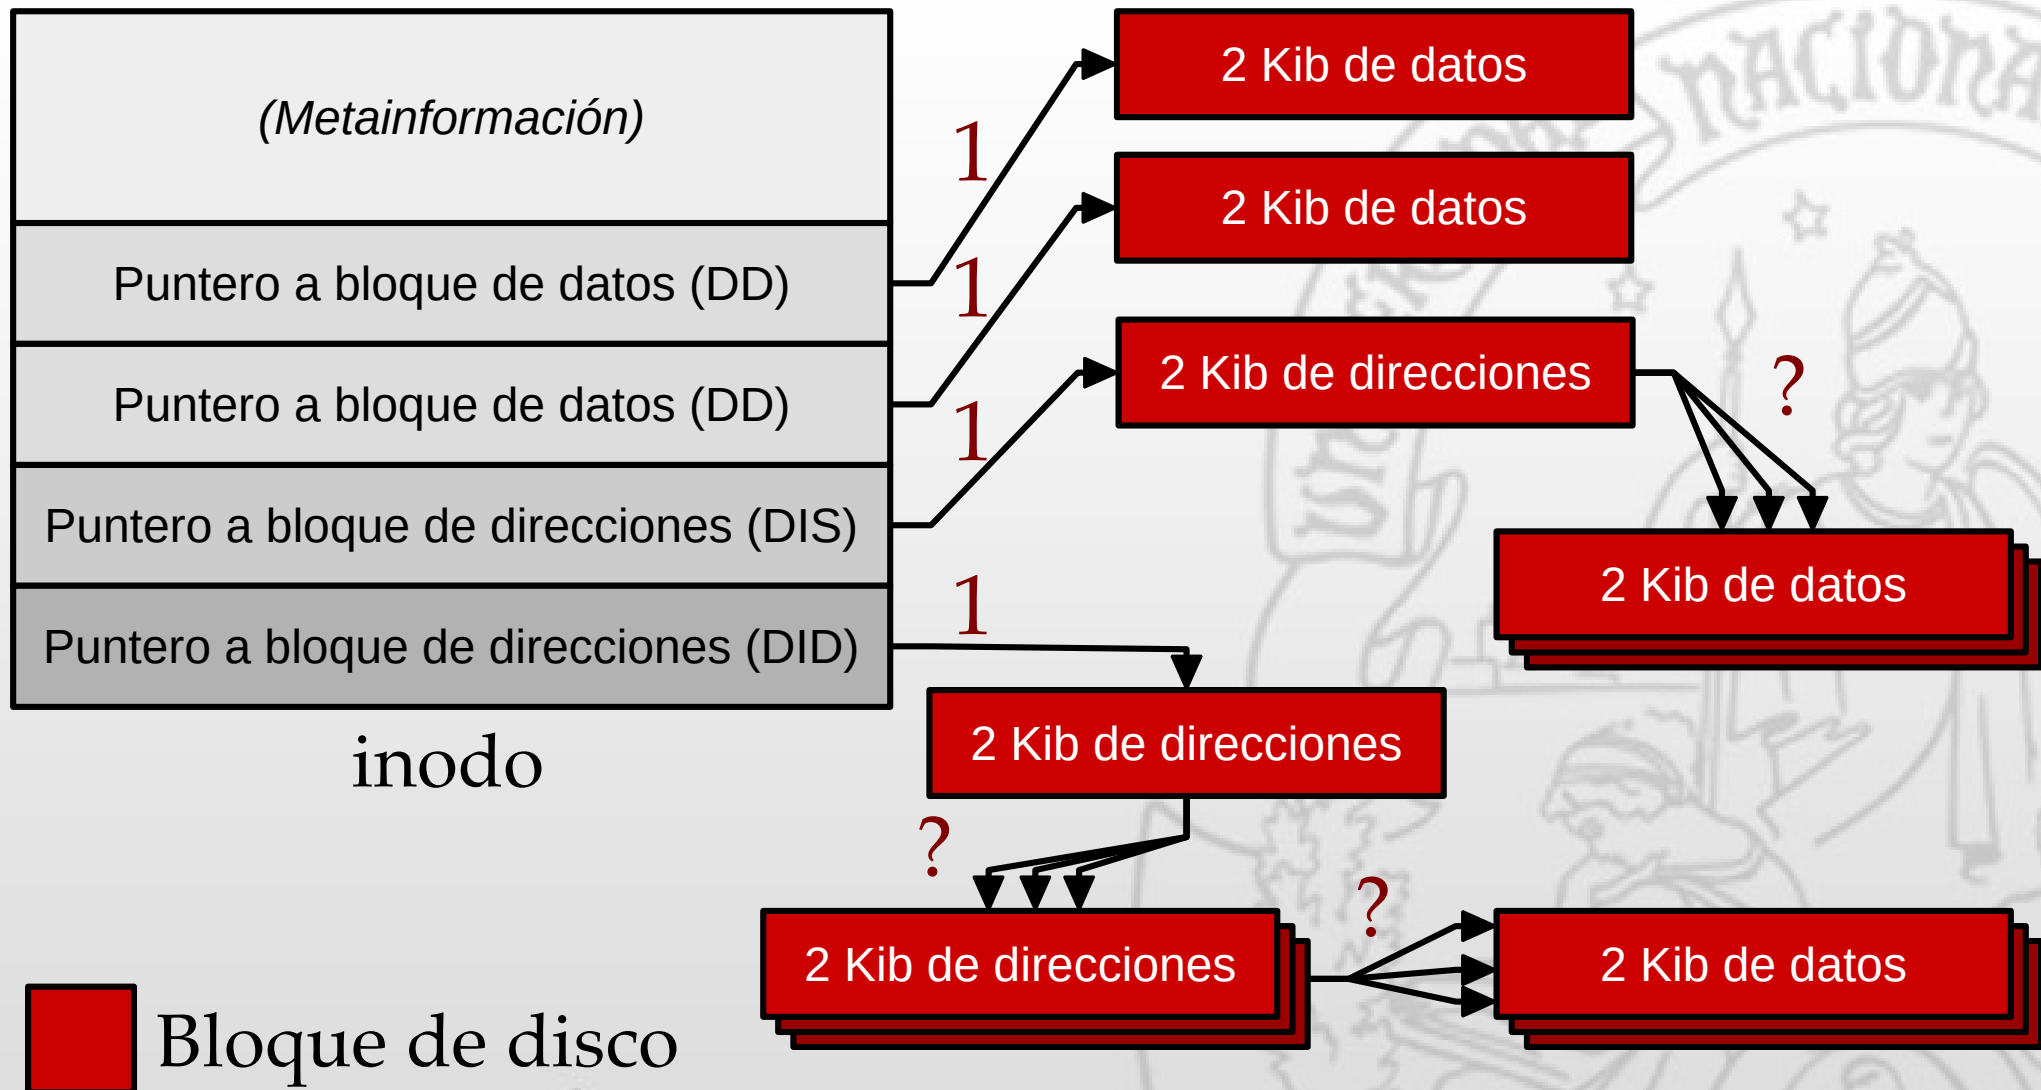 (Metainformación)
Puntero a bloque de datos (DD)
Puntero a bloque de datos (DD)
Puntero a bloque de direcciones (DIS)
Puntero a bloque de direcciones (DID)
inodo
1
1
1
1
2 Kib de datos
2 Kib de datos
2 Kib de direcciones
?
2 Kib de datos
2 Kib de direcciones
?
2 Kib de direcciones
?
2 Kib de datos
Bloque de disco
NACIONA